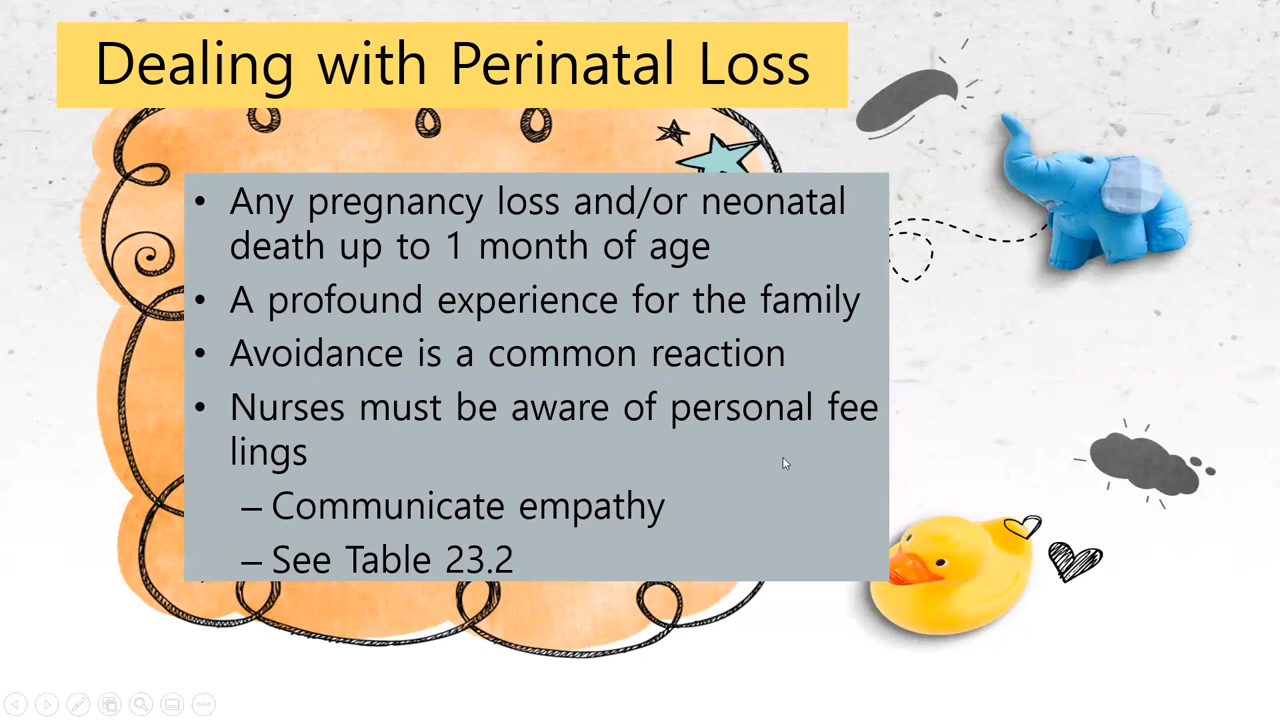 Dealing with Perinatal Loss
• Any pregnancy loss and/or neonatal
death up to 1 month of age
• A profound experience for the family
• Avoidance is a common reaction
• Nurses must be aware of personal fee
lings
– Communicate empathy
– See Table 23.2